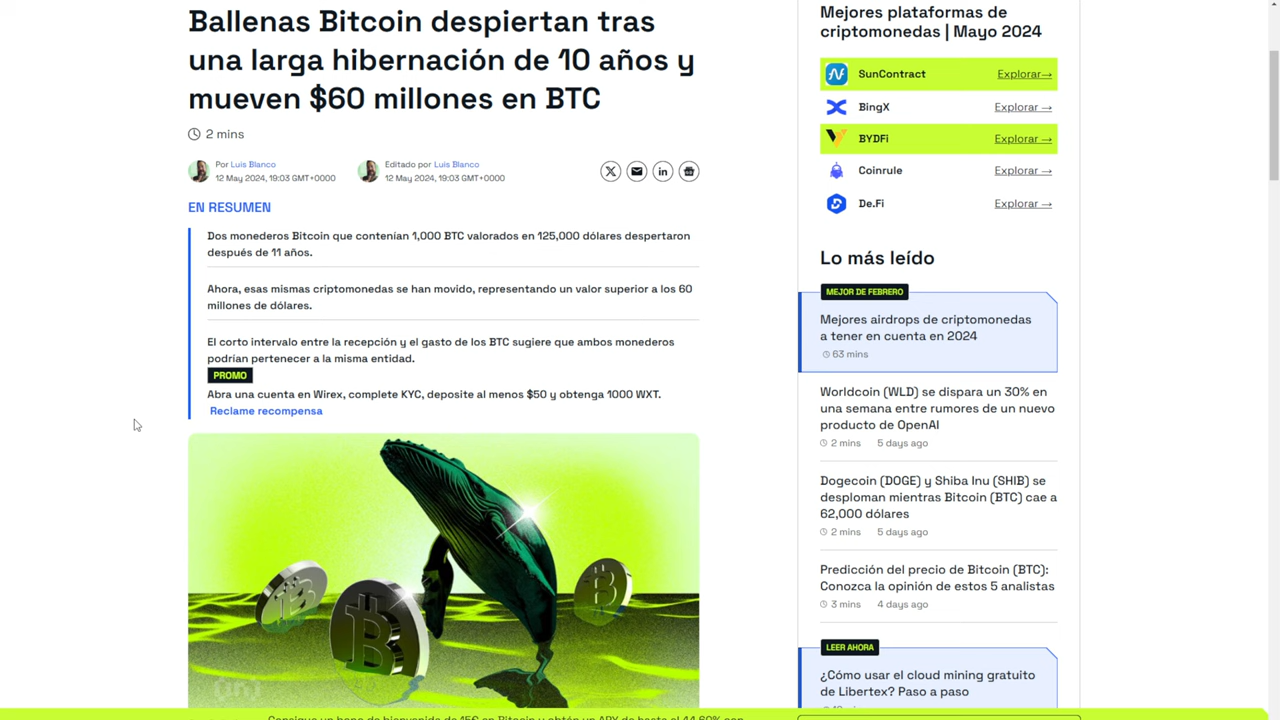 Ballenas Bitcoin despiertan tras
una larga hibernación de 10 años y
mueven $60 millones en BTC
2 mins
Por Luis Blanco
12 May 2024, 19:03 GMT+0000
Editado por Luis Blanco
12 May 2024, 19:03 GMT+0000
EN RESUMEN
Dos monederos Bitcoin que contenían 1,000 BTC valorados en 125,000 dólares despertaron
después de 11 años.
Ahora, esas mismas criptomonedas se han movido, representando un valor superior a los 60
millones de dólares.
El corto intervalo entre la recepción y el gasto de los BTC sugiere que ambos monederos
podrían pertenecer a la misma entidad.
PROMO
Abra una cuenta en Wirex, complete KYC, deposite al menos $50 y obtenga 1000 WXT.
Reclame recompensa
Mejores plataformas de
criptomonedas | Mayo 2024
SunContract Explorar→
BingX Explorar →
BYDFi Explorar→
Coinrule Explorar →
De.Fi Explorar →
Lo más leído
MEJOR DE FEBRERO
Mejores airdrops de criptomonedas
a tener en cuenta en 2024
63 mins
Worldcoin (WLD) se dispara un 30% en
una semana entre rumores de un nuevo
producto de OpenAI
2 mins 5 days ago
Dogecoin (DOGE) y Shiba Inu (SHIB) se
desploman mientras Bitcoin (BTC) cae a
62,000 dólares
2 mins 5 days ago
Predicción del precio de Bitcoin (BTC):
Conozca la opinión de estos 5 analistas
3 mins 4 days ago
LEER AHORA
¿Cómo usar el cloud mining gratuito
de Libertex? Paso a paso